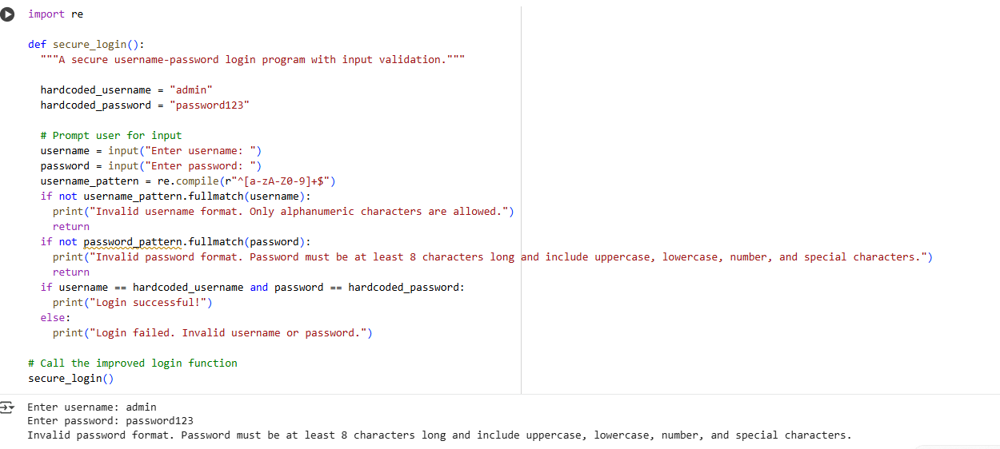 import re
def secure_login():
"""A secure username-password login program with input validation."""
hardcoded_username = "admin"
hardcoded_password = "password123"
# Prompt user for input
username = input("Enter username: ")
password = input("Enter password: ")
username_pattern = re.compile(r"^[a-zA-Z0-9]+$")
if not username_pattern.fullmatch(username):
print("Invalid username format. Only alphanumeric characters are allowed.")
return
if not password_pattern.fullmatch(password):
print("Invalid password format. Password must be at least 8 characters long and include uppercase, lowercase, number, and special characters.")
return
if username == hardcoded_username and password == hardcoded_password:
print("Login successful!")
else:
print("Login failed. Invalid username or password.")
# Call the improved login function
secure_login()
Enter username: admin
Enter password: password123
Invalid password format. Password must be at least 8 characters long and include uppercase, lowercase, number, and special characters.